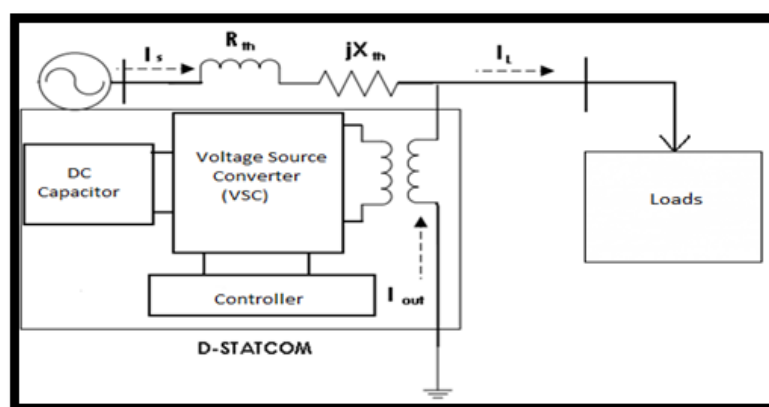 I s
R th
jX th
I L
DC
Capacitor
Voltage Source
Converter
(VSC)
Loads
Controller
I out
D-STATCOM